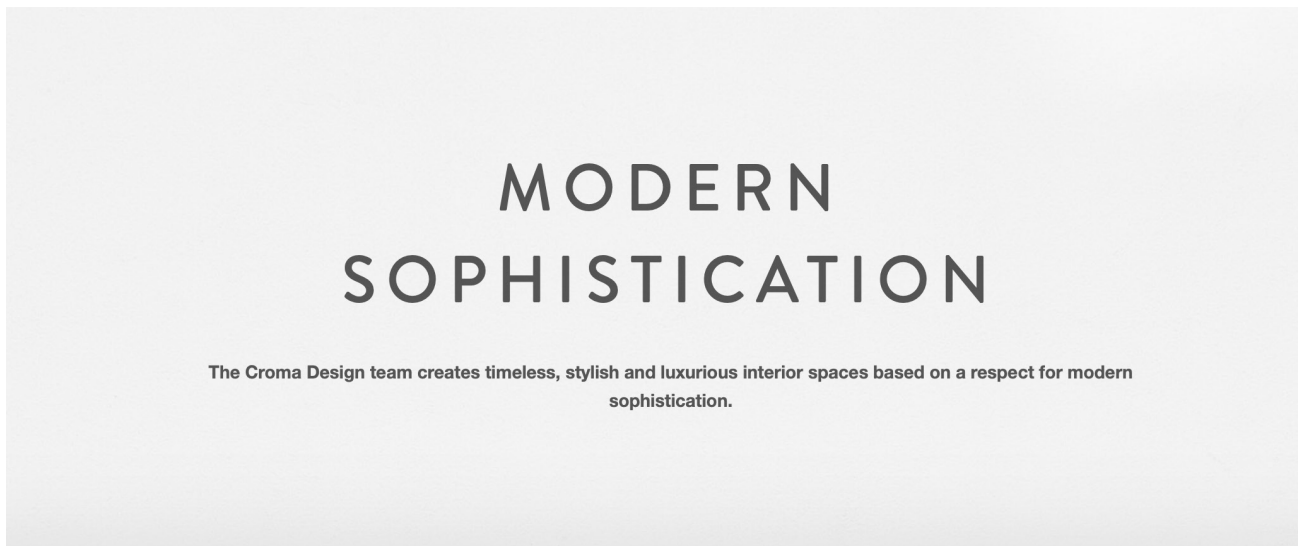 MODERN
SOPHISTICATION
The Croma Design team creates timeless, stylish and luxurious interior spaces based on a respect for modern
sophistication.